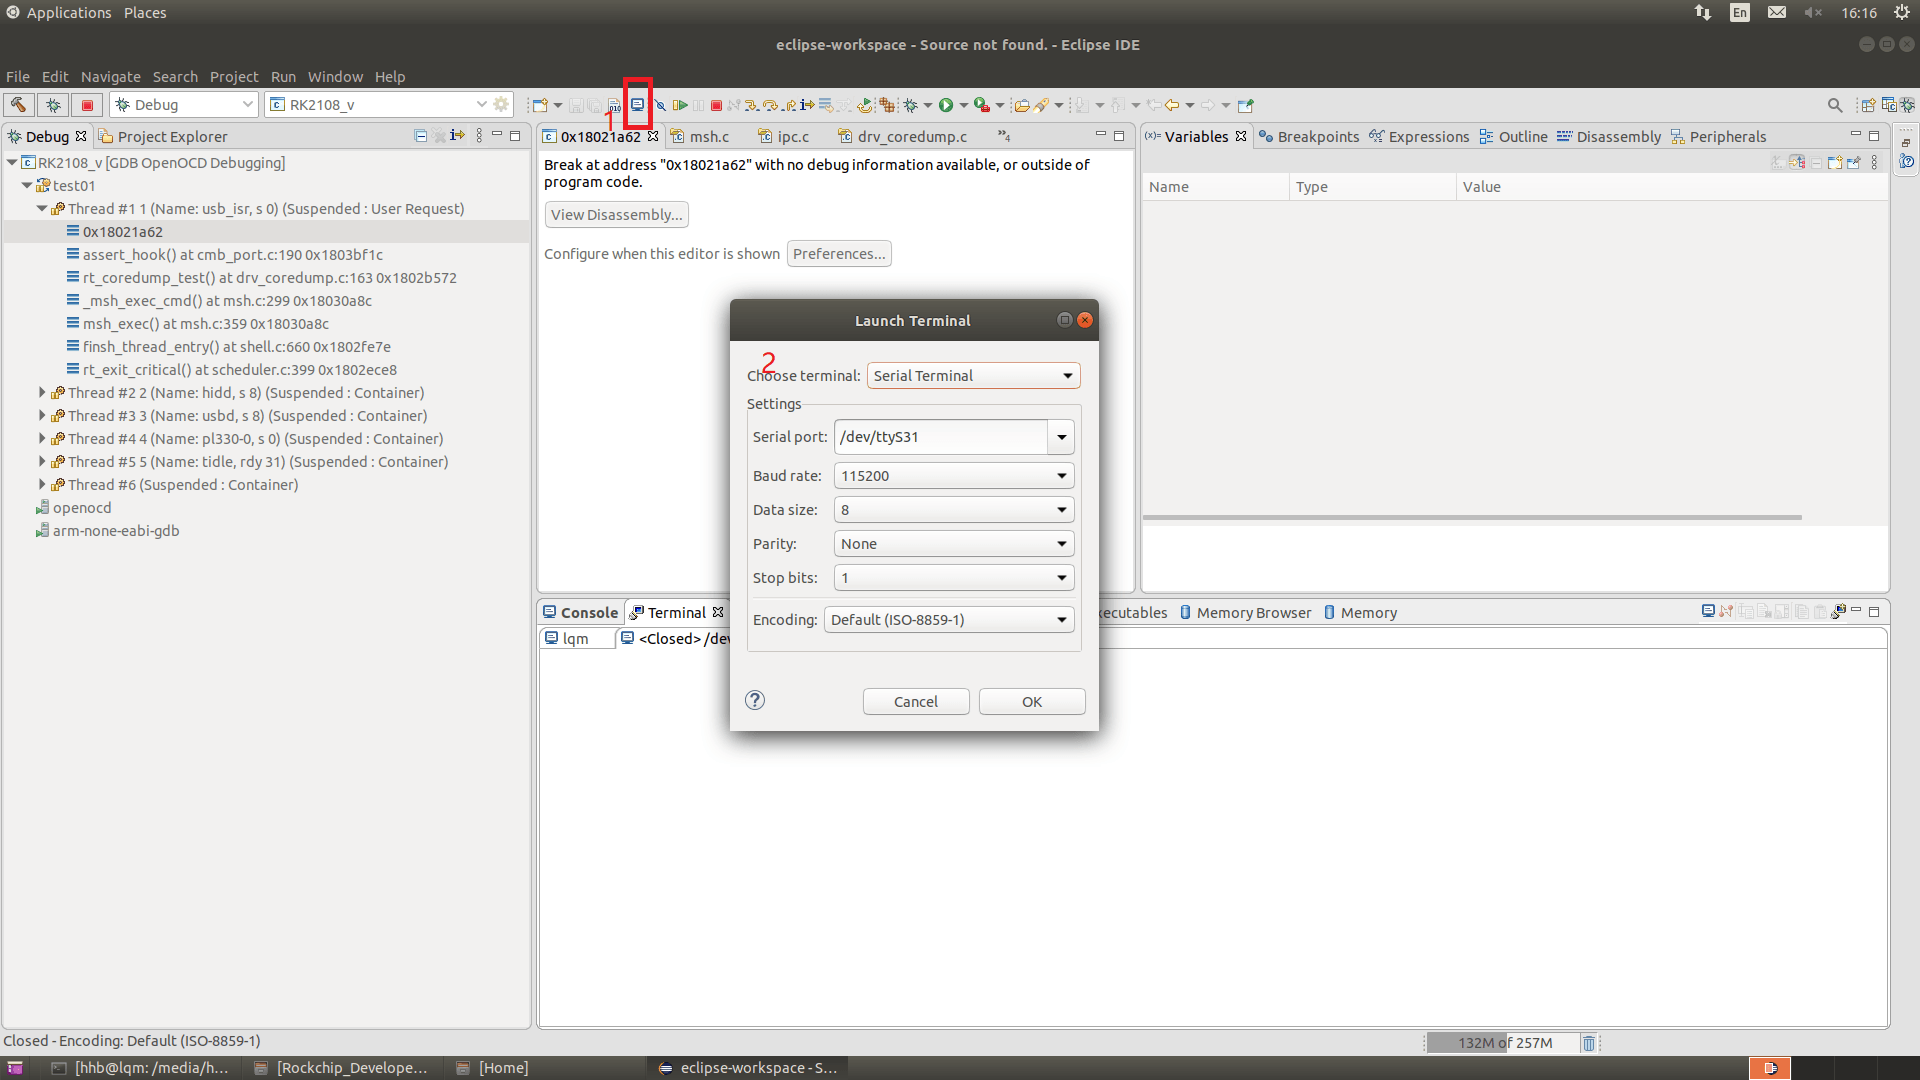 Applications Places
En
16:16
eclipse-workspace - Source not found. - Eclipse IDE
File Edit Navigate Search Project Run Window Help
Debug
RK2108_v
1
Debug
Project Explorer
RK2108_v [GDB OpenOCD Debugging]
test01
Thread #1 1 (Name: usb_isr, s 0) (Suspended : User Request)
0x18021a62
assert_hook() at cmb_port.c:190 0x1803bf1c
rt_coredump_test() at drv_coredump.c:163 0x1802b572
_msh_exec_cmd() at msh.c:299 0x18030a8c
msh_exec() at msh.c:359 0x18030a8c
finsh_thread_entry() at shell.c:660 0x1802fe7e
rt_exit_critical() at scheduler.c:399 0x1802ece8
Thread #2 2 (Name: hidd, s 8) (Suspended : Container)
Thread #3 3 (Name: usbd, s 8) (Suspended : Container)
Thread #4 4 (Name: pl330-0, s 0) (Suspended : Container)
Thread #5 5 (Name: tidle, rdy 31) (Suspended : Container)
Thread #6 (Suspended : Container)
openocd
arm-none-eabi-gdb
0x18021a62
msh.c
ipc.c
drv_coredump.c
»4
Break at address "0x18021a62" with no debug information available, or outside of
program code.
View Disassembly...
Configure when this editor is shown Preferences...
(x)= Variables
Breakpoints
Expressions
Outline
Disassembly
Peripherals
Name Type Value
Launch Terminal
2
Choose terminal: Serial Terminal
Settings
Serial port: /dev/ttyS31
Baud rate: 115200
Data size: 8
Parity: None
Stop bits: 1
Encoding: Default (ISO-8859-1)
Cancel OK
Console
Terminal
xecutables
Memory Browser
Memory
lqm
<Closed> /dev
Closed - Encoding: Default (ISO-8859-1)
132M of 257M
[hhb@lqm: /media/h...
[Rockchip_Develope...
[Home]
eclipse-workspace - S...